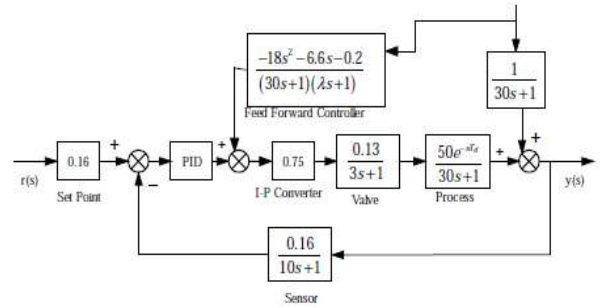 −18s² −6.6s−0.2
(30s+1)(λs+1)
Feed Forward Controller
1
30s+1
+
+
+
+
−
0.16
PID
0.75
0.13
3s+1
50e^{-sT_d}
30s+1
+
r(s)
Set Point
I-P Converter
Valve
Process
y(s)
0.16
10s+1
Sensor